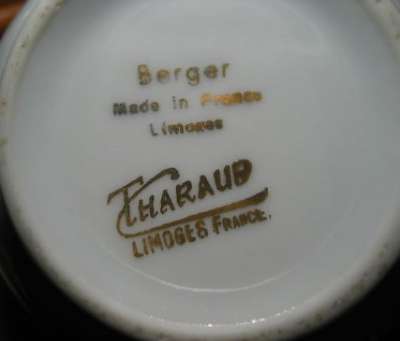 Berger
Made in France
Limoges
THARAUD
LIMOGES FRANCE.